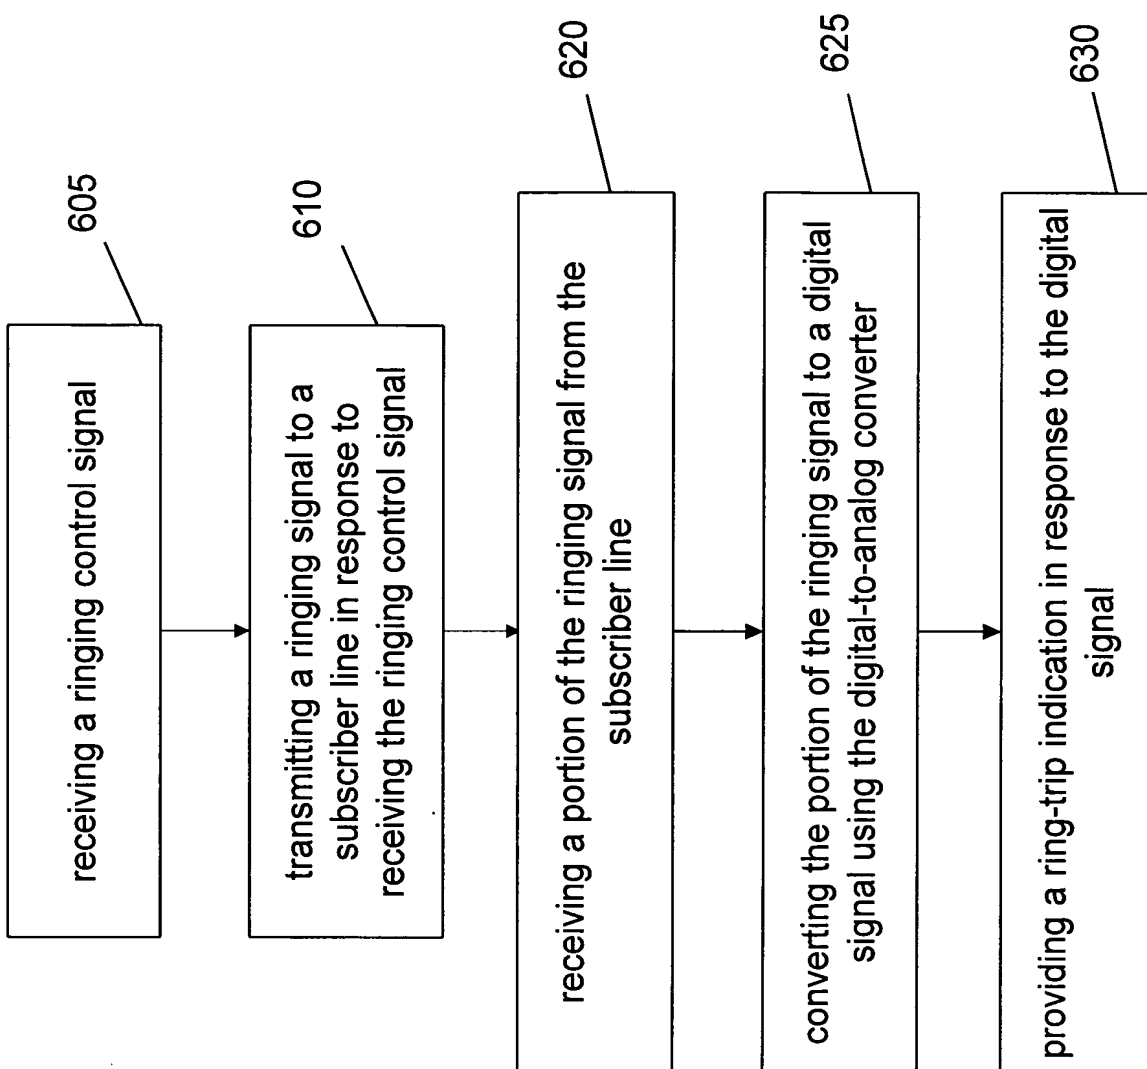 605
receiving a ringing control signal
610
transmitting a ringing signal to a
subscriber line in response to
receiving the ringing control signal
620
receiving a portion of the ringing signal from the
subscriber line
625
converting the portion of the ringing signal to a digital
signal using the digital-to-analog converter
630
providing a ring-trip indication in response to the digital
signal